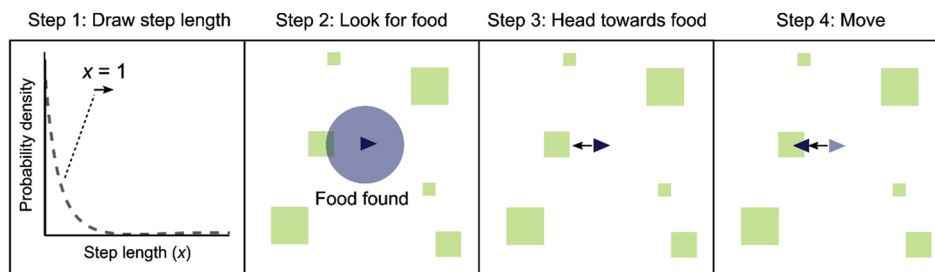 Step 1: Draw step length
Step 2: Look for food
Step 3: Head towards food
Step 4: Move
Probability density
x = 1
Step length (x)
Food found